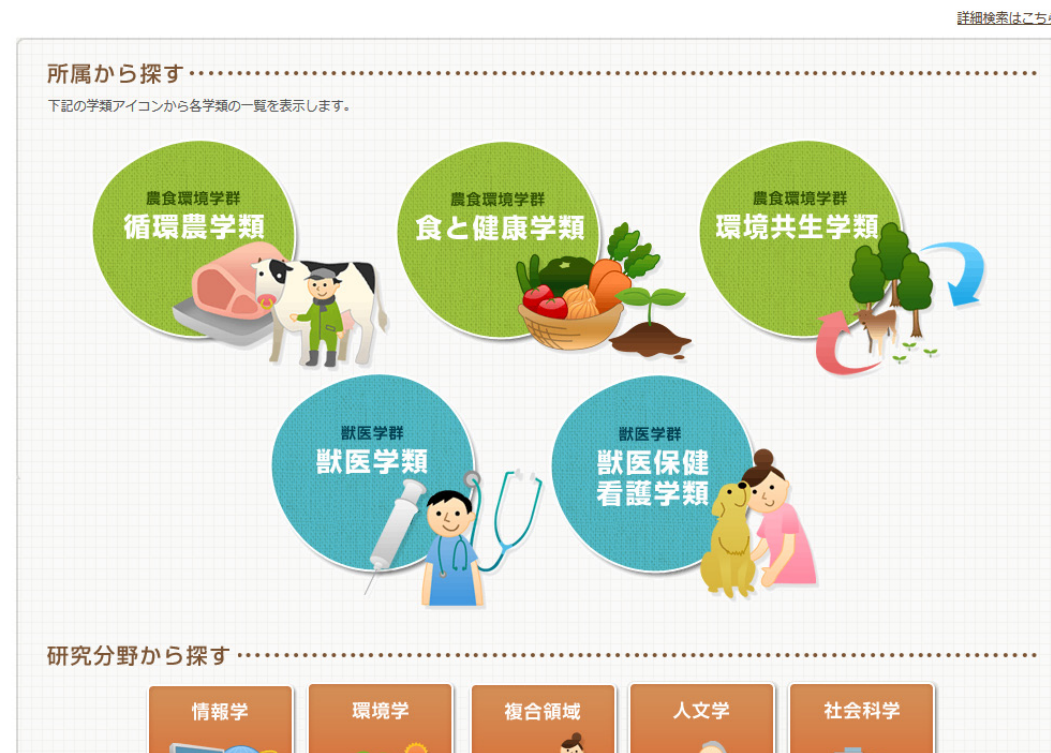 詳細検索はこちら
所属から探す
下記の学類アイコンから各学類の一覧を表示します。
農食環境学群
循環農学類
農食環境学群
食と健康学類
農食環境学群
環境共生学類
獣医学群
獣医学類
獣医学群
獣医保健
看護学類
研究分野から探す
情報学
環境学
複合領域
人文学
社会科学